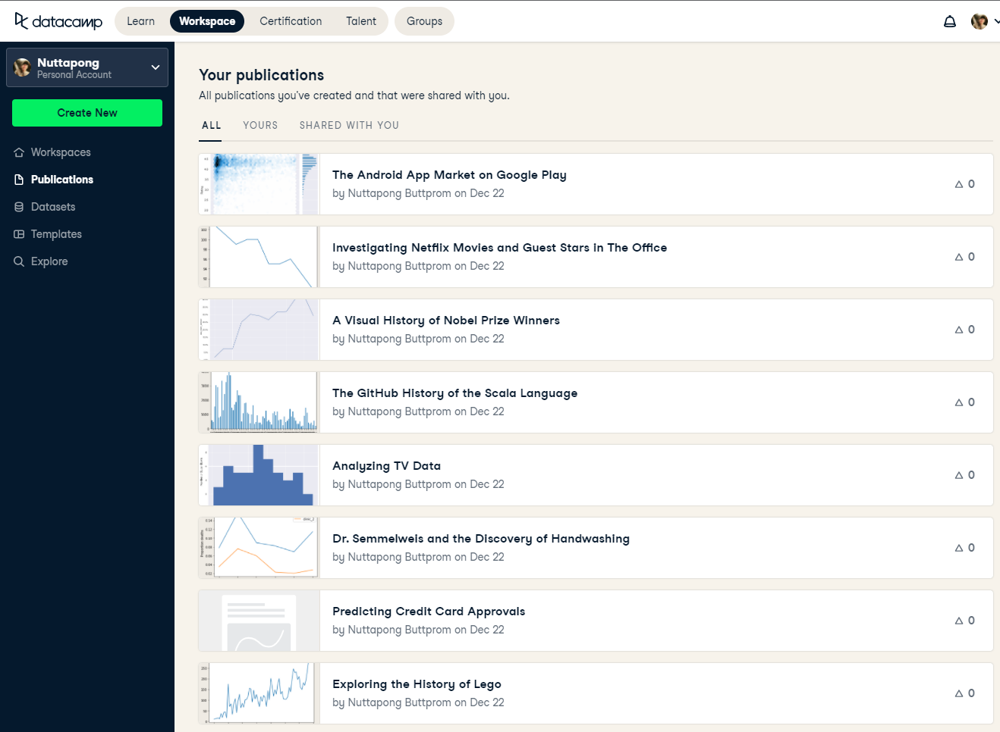 datacamp
Learn Workspace Certification Talent Groups
Nuttapong
Personal Account
Create New
Workspaces
Publications
Datasets
Templates
Explore
Your publications
All publications you've created and that were shared with you.
ALL YOURS SHARED WITH YOU
The Android App Market on Google Play
by Nuttapong Buttprom on Dec 22
0
Investigating Netflix Movies and Guest Stars in The Office
by Nuttapong Buttprom on Dec 22
0
A Visual History of Nobel Prize Winners
by Nuttapong Buttprom on Dec 22
0
The GitHub History of the Scala Language
by Nuttapong Buttprom on Dec 22
0
Analyzing TV Data
by Nuttapong Buttprom on Dec 22
0
Dr. Semmelweis and the Discovery of Handwashing
by Nuttapong Buttprom on Dec 22
0
Predicting Credit Card Approvals
by Nuttapong Buttprom on Dec 22
0
Exploring the History of Lego
by Nuttapong Buttprom on Dec 22
0